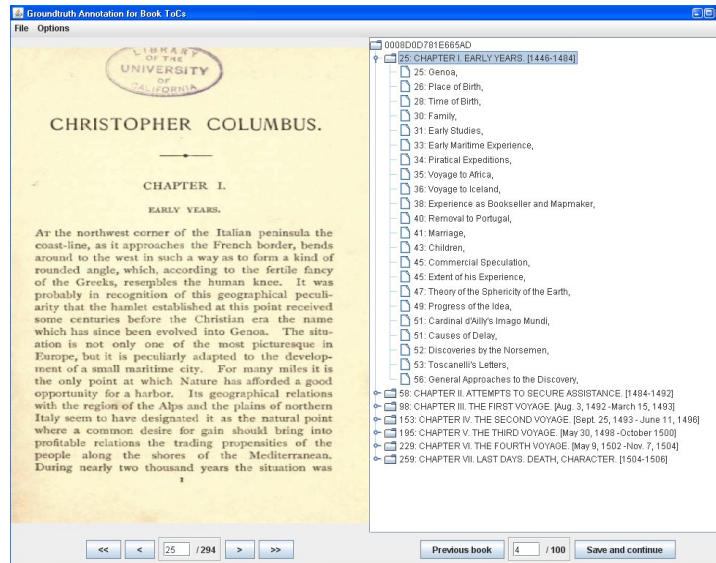 Groundtruth Annotation for Book ToCs
File Options
LIBRARY
OF THE
UNIVERSITY
OF
CALIFORNIA
CHRISTOPHER COLUMBUS.
CHAPTER I.
EARLY YEARS.
At the northwest corner of the Italian peninsula the
coast-line, as it approaches the French border, bends
around to the west in such a way as to form a kind of
rounded angle, which, according to the fertile fancy
of the Greeks, resembles the human knee. It was
probably in recognition of this geographical peculi-
arity that the hamlet established at this point received
some centuries before the Christian era the name
which has since been evolved into Genoa. The situ-
ation is not only one of the most picturesque in
Europe, but it is peculiarly adapted to the develop-
ment of a small maritime city. For many miles it is
the only point at which Nature has afforded a good
opportunity for a harbor. Its geographical relations
with the region of the Alps and the plains of northern
Italy seem to have designated it as the natural point
where a common desire for gain should bring into
profitable relations the trading propensities of the
people along the shores of the Mediterranean.
During nearly two thousand years the situation was
1
<< < 25 / 294 > >>
0008D0D781E665AD
25: CHAPTER I. EARLY YEARS. [1446-1484]
25: Genoa,
26: Place of Birth,
28: Time of Birth,
30: Family,
31: Early Studies,
33: Early Maritime Experience,
34: Piratical Expeditions,
35: Voyage to Africa,
36: Voyage to Iceland,
38: Experience as Bookseller and Mapmaker,
40: Removal to Portugal,
41: Marriage,
43: Children,
45: Commercial Speculation,
45: Extent of his Experience,
47: Theory of the Sphericity of the Earth,
49: Progress of the Idea,
51: Cardinal d'Ailly's Imago Mundi,
51: Causes of Delay,
52: Discoveries by the Norsemen,
53: Toscanelli's Letters,
56: General Approaches to the Discovery,
58: CHAPTER II. ATTEMPTS TO SECURE ASSISTANCE. [1484-1492]
98: CHAPTER III. THE FIRST VOYAGE. [Aug. 3, 1492 -March 15, 1493]
153: CHAPTER IV. THE SECOND VOYAGE. [Sept. 25, 1493 - June 11, 1496]
195: CHAPTER V. THE THIRD VOYAGE. [May 30, 1498 -October 1500]
229: CHAPTER VI. THE FOURTH VOYAGE. [May 9, 1502 -Nov. 7, 1504]
259: CHAPTER VII. LAST DAYS. DEATH, CHARACTER. [1504-1506]
Previous book 4 / 100 Save and continue